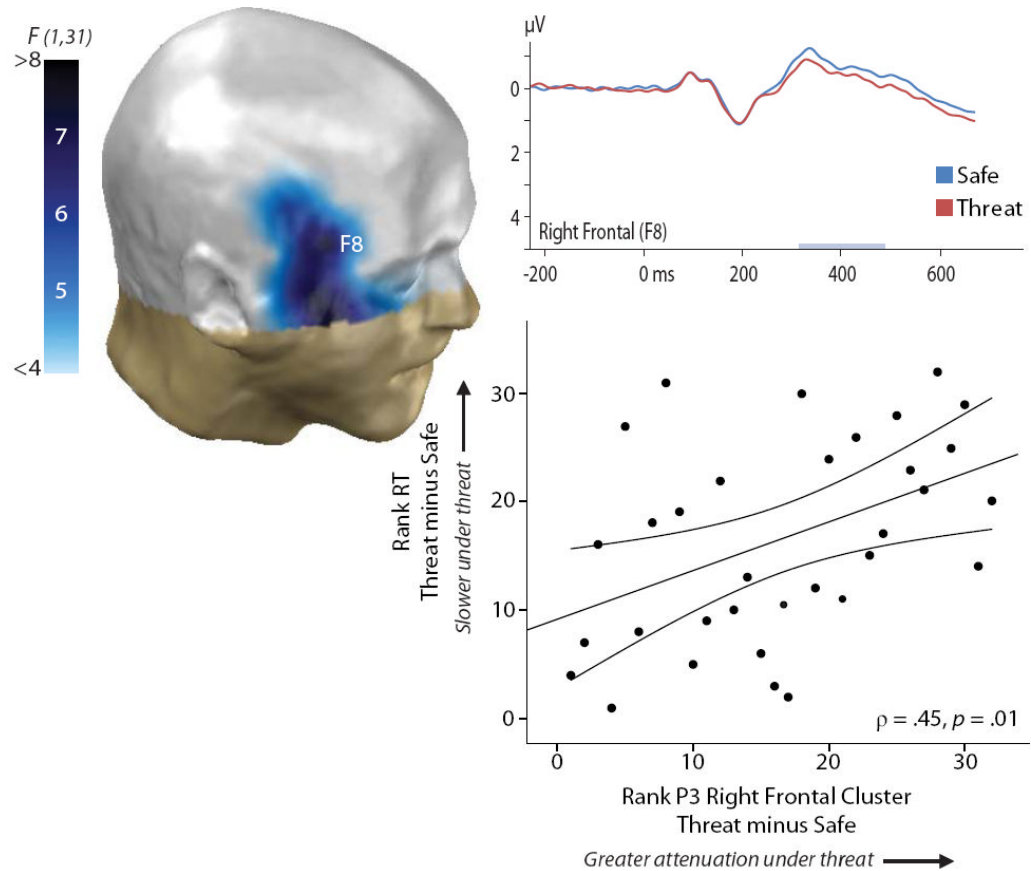 F (1,31)
>8
7
6
5
<4
F8
µV
0
2
4
Safe
Threat
Right Frontal (F8)
-200
0 ms
200
400
600
Rank RT
Threat minus Safe
Slower under threat
30
20
10
0
ρ = .45, p = .01
0
10
20
30
Rank P3 Right Frontal Cluster
Threat minus Safe
Greater attenuation under threat